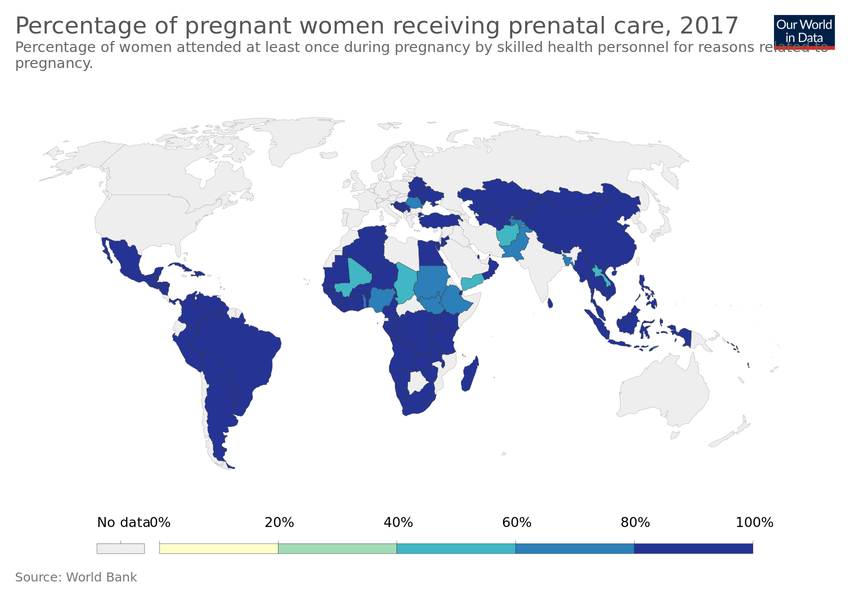 Percentage of pregnant women receiving prenatal care, 2017
Our World
in Data
Percentage of women attended at least once during pregnancy by skilled health personnel for reasons related to
pregnancy.
No data
0%
20%
40%
60%
80%
100%
Source: World Bank